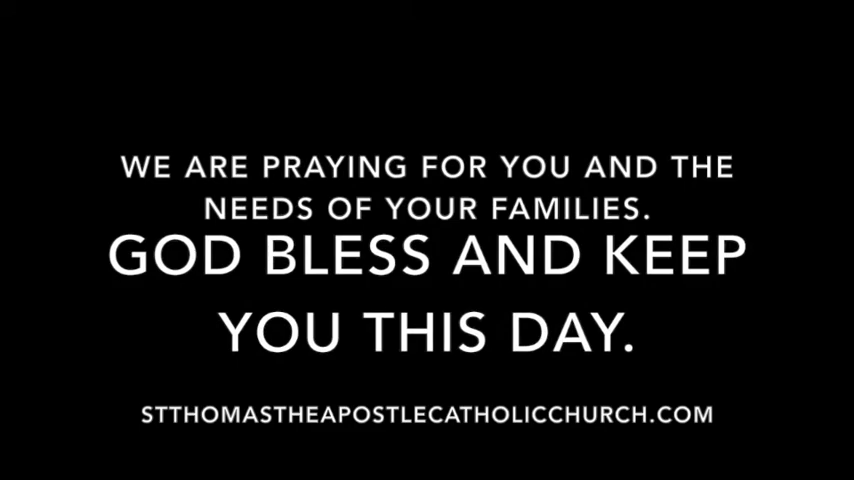 WE ARE PRAYING FOR YOU AND THE
NEEDS OF YOUR FAMILIES.
GOD BLESS AND KEEP
YOU THIS DAY.
STTHOMASTHEAPOSTLECATHOLICCHURCH.COM